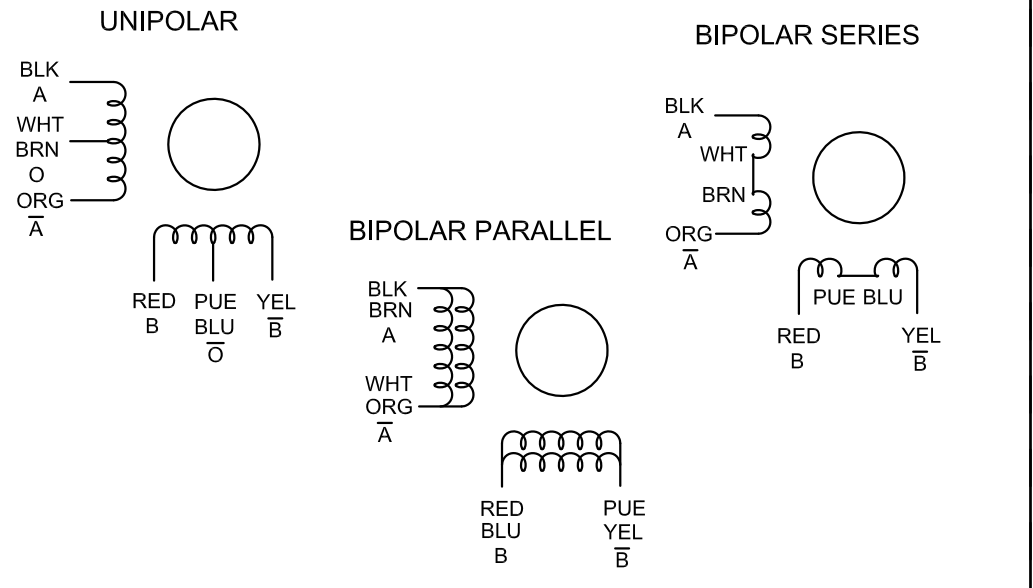 UNIPOLAR
BLK
A
WHT
BRN
O
ORG
A̅
RED PUE YEL
B BLU B̅
O̅
BIPOLAR PARALLEL
BLK
BRN
A
WHT
ORG
A̅
RED PUE
BLU YEL
B B̅
BIPOLAR SERIES
BLK
A
WHT
BRN
ORG
A̅
PUE BLU
RED YEL
B B̅